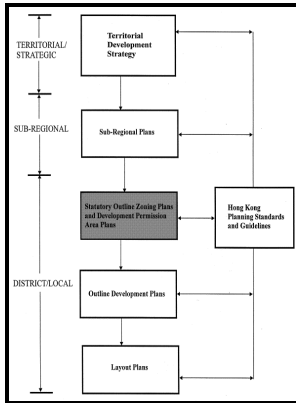 TERRITORIAL/
STRATEGIC
Territorial
Development
Strategy
SUB-REGIONAL
Sub-Regional Plans
Statutory Outline Zoning Plans
and Development Permission
Area Plans
Hong Kong
Planning Standards
and Guidelines
DISTRICT/LOCAL
Outline Development Plans
Layout Plans